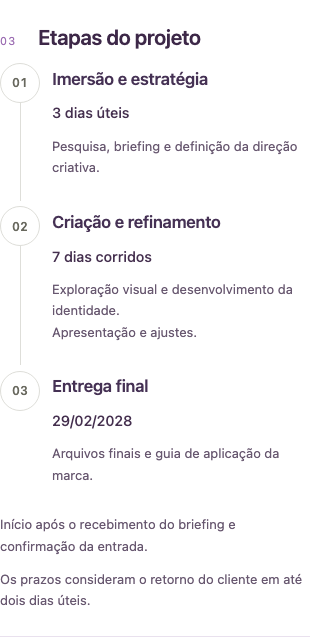 03 Etapas do projeto
01 Imersão e estratégia
3 dias úteis
Pesquisa, briefing e definição da direção
criativa.
02 Criação e refinamento
7 dias corridos
Exploração visual e desenvolvimento da
identidade.
Apresentação e ajustes.
03 Entrega final
29/02/2028
Arquivos finais e guia de aplicação da
marca.
Início após o recebimento do briefing e
confirmação da entrada.
Os prazos consideram o retorno do cliente em até
dois dias úteis.